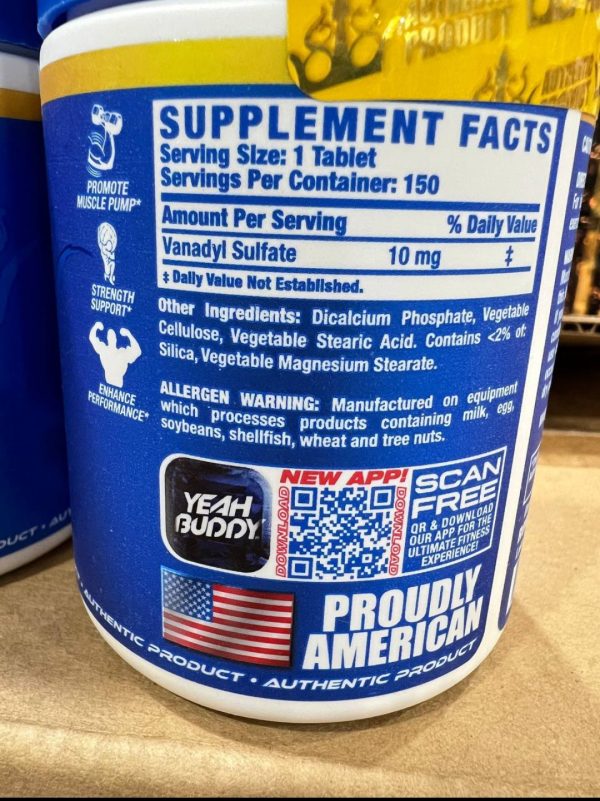 PRODUCT
PROMOTE
MUSCLE PUMP*
STRENGTH
SUPPORT*
ENHANCE
PERFORMANCE*
SUPPLEMENT FACTS
Serving Size: 1 Tablet
Servings Per Container: 150
Amount Per Serving % Daily Value
Vanadyl Sulfate 10 mg ‡
‡ Daily Value Not Established.
Other Ingredients: Dicalcium Phosphate, Vegetable
Cellulose, Vegetable Stearic Acid. Contains <2% of:
Silica, Vegetable Magnesium Stearate.
ALLERGEN WARNING: Manufactured on equipment
which processes products containing milk, egg,
soybeans, shellfish, wheat and tree nuts.
YEAH
BUDDY
NEW APP!
DOWNLOAD
DOWNLOAD
SCAN
FREE
QR & DOWNLOAD
OUR APP FOR THE
ULTIMATE FITNESS
EXPERIENCE!
PROUDLY
AMERICAN
AUTHENTIC PRODUCT • AUTHENTIC PRODUCT